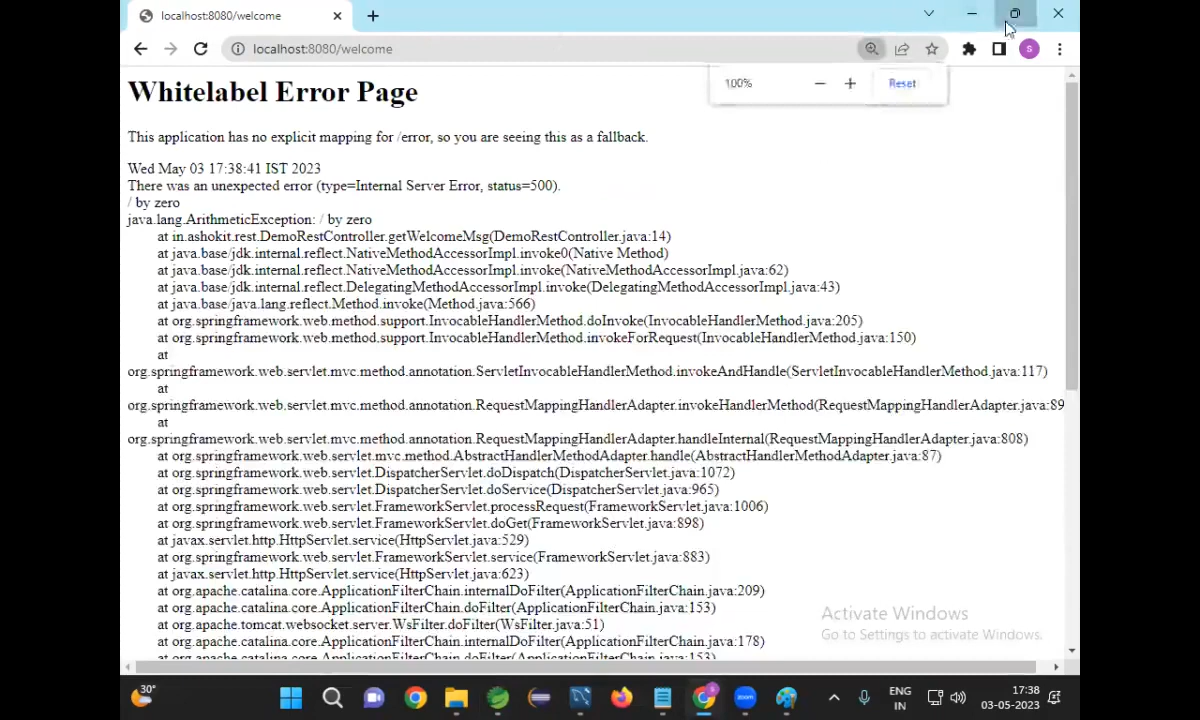 localhost:8080/welcome
localhost:8080/welcome
S
100%
Reset
Whitelabel Error Page
This application has no explicit mapping for /error, so you are seeing this as a fallback.
Wed May 03 17:38:41 IST 2023
There was an unexpected error (type=Internal Server Error, status=500).
/ by zero
java.lang.ArithmeticException: / by zero
at in.ashokit.rest.DemoRestController.getWelcomeMsg(DemoRestController.java:14)
at java.base/jdk.internal.reflect.NativeMethodAccessorImpl.invoke0(Native Method)
at java.base/jdk.internal.reflect.NativeMethodAccessorImpl.invoke(NativeMethodAccessorImpl.java:62)
at java.base/jdk.internal.reflect.DelegatingMethodAccessorImpl.invoke(DelegatingMethodAccessorImpl.java:43)
at java.base/java.lang.reflect.Method.invoke(Method.java:566)
at org.springframework.web.method.support.InvocableHandlerMethod.doInvoke(InvocableHandlerMethod.java:205)
at org.springframework.web.method.support.InvocableHandlerMethod.invokeForRequest(InvocableHandlerMethod.java:150)
at
org.springframework.web.servlet.mvc.method.annotation.ServletInvocableHandlerMethod.invokeAndHandle(ServletInvocableHandlerMethod.java:117)
at
org.springframework.web.servlet.mvc.method.annotation.RequestMappingHandlerAdapter.invokeHandlerMethod(RequestMappingHandlerAdapter.java:89
at
org.springframework.web.servlet.mvc.method.annotation.RequestMappingHandlerAdapter.handleInternal(RequestMappingHandlerAdapter.java:808)
at org.springframework.web.servlet.mvc.method.AbstractHandlerMethodAdapter.handle(AbstractHandlerMethodAdapter.java:87)
at org.springframework.web.servlet.DispatcherServlet.doDispatch(DispatcherServlet.java:1072)
at org.springframework.web.servlet.DispatcherServlet.doService(DispatcherServlet.java:965)
at org.springframework.web.servlet.FrameworkServlet.processRequest(FrameworkServlet.java:1006)
at org.springframework.web.servlet.FrameworkServlet.doGet(FrameworkServlet.java:898)
at javax.servlet.http.HttpServlet.service(HttpServlet.java:529)
at org.springframework.web.servlet.FrameworkServlet.service(FrameworkServlet.java:883)
at javax.servlet.http.HttpServlet.service(HttpServlet.java:623)
at org.apache.catalina.core.ApplicationFilterChain.internalDoFilter(ApplicationFilterChain.java:209)
at org.apache.catalina.core.ApplicationFilterChain.doFilter(ApplicationFilterChain.java:153)
at org.apache.tomcat.websocket.server.WsFilter.doFilter(WsFilter.java:51)
at org.apache.catalina.core.ApplicationFilterChain.internalDoFilter(ApplicationFilterChain.java:178)
at org.apache.catalina.core.ApplicationFilterChain.doFilter(ApplicationFilterChain.java:153)
Activate Windows
Go to Settings to activate Windows.
30°
zoom
ENG
IN
17:38
03-05-2023